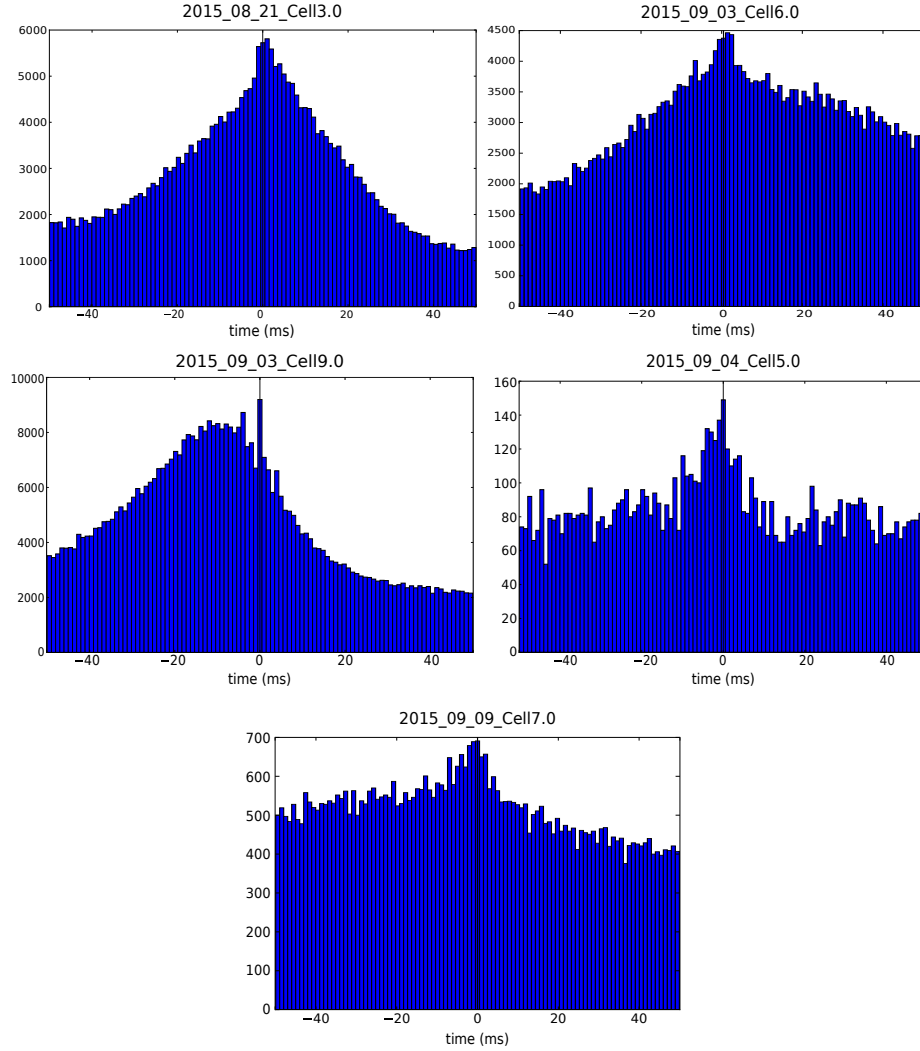 2015_08_21_Cell3.0
6000
5000
4000
3000
2000
1000
0
−40 −20 0 20 40
time (ms)
2015_09_03_Cell6.0
4500
4000
3500
3000
2500
2000
1500
1000
500
0
−40 −20 0 20 40
time (ms)
2015_09_03_Cell9.0
10000
8000
6000
4000
2000
0
−40 −20 0 20 40
time (ms)
2015_09_04_Cell5.0
160
140
120
100
80
60
40
20
0
−40 −20 0 20 40
time (ms)
2015_09_09_Cell7.0
700
600
500
400
300
200
100
0
−40 −20 0 20 40
time (ms)